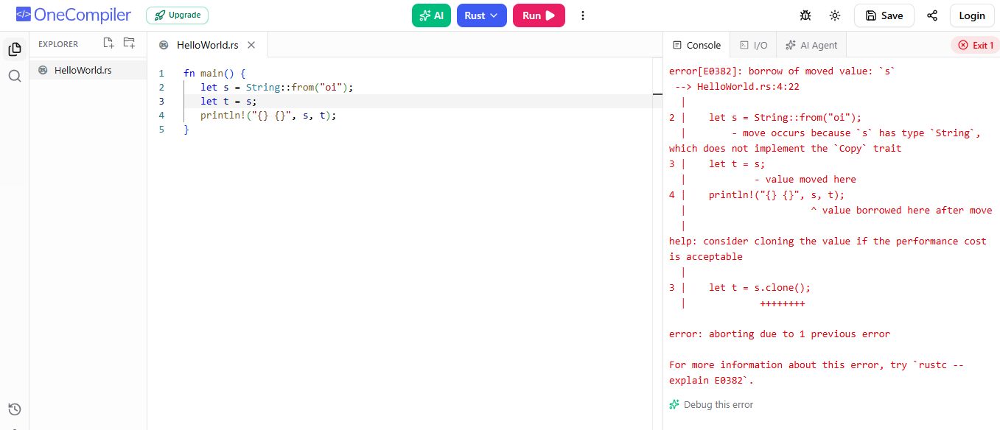 </> OneCompiler
Upgrade
AI
Rust
Run
Save
Login
EXPLORER
HelloWorld.rs
HelloWorld.rs
1 fn main() {
2    let s = String::from("oi");
3    let t = s;
4    println!("{} {}", s, t);
5 }
Console
I/O
AI Agent
Exit 1
error[E0382]: borrow of moved value: `s`
 --> HelloWorld.rs:4:22
  |
2 |    let s = String::from("oi");
  |        - move occurs because `s` has type `String`,
which does not implement the `Copy` trait
3 |    let t = s;
  |            - value moved here
4 |    println!("{} {}", s, t);
  |                      ^ value borrowed here after move
  |
help: consider cloning the value if the performance cost
is acceptable
  |
3 |    let t = s.clone();
  |             ++++++++
error: aborting due to 1 previous error
For more information about this error, try `rustc --
explain E0382`.
Debug this error